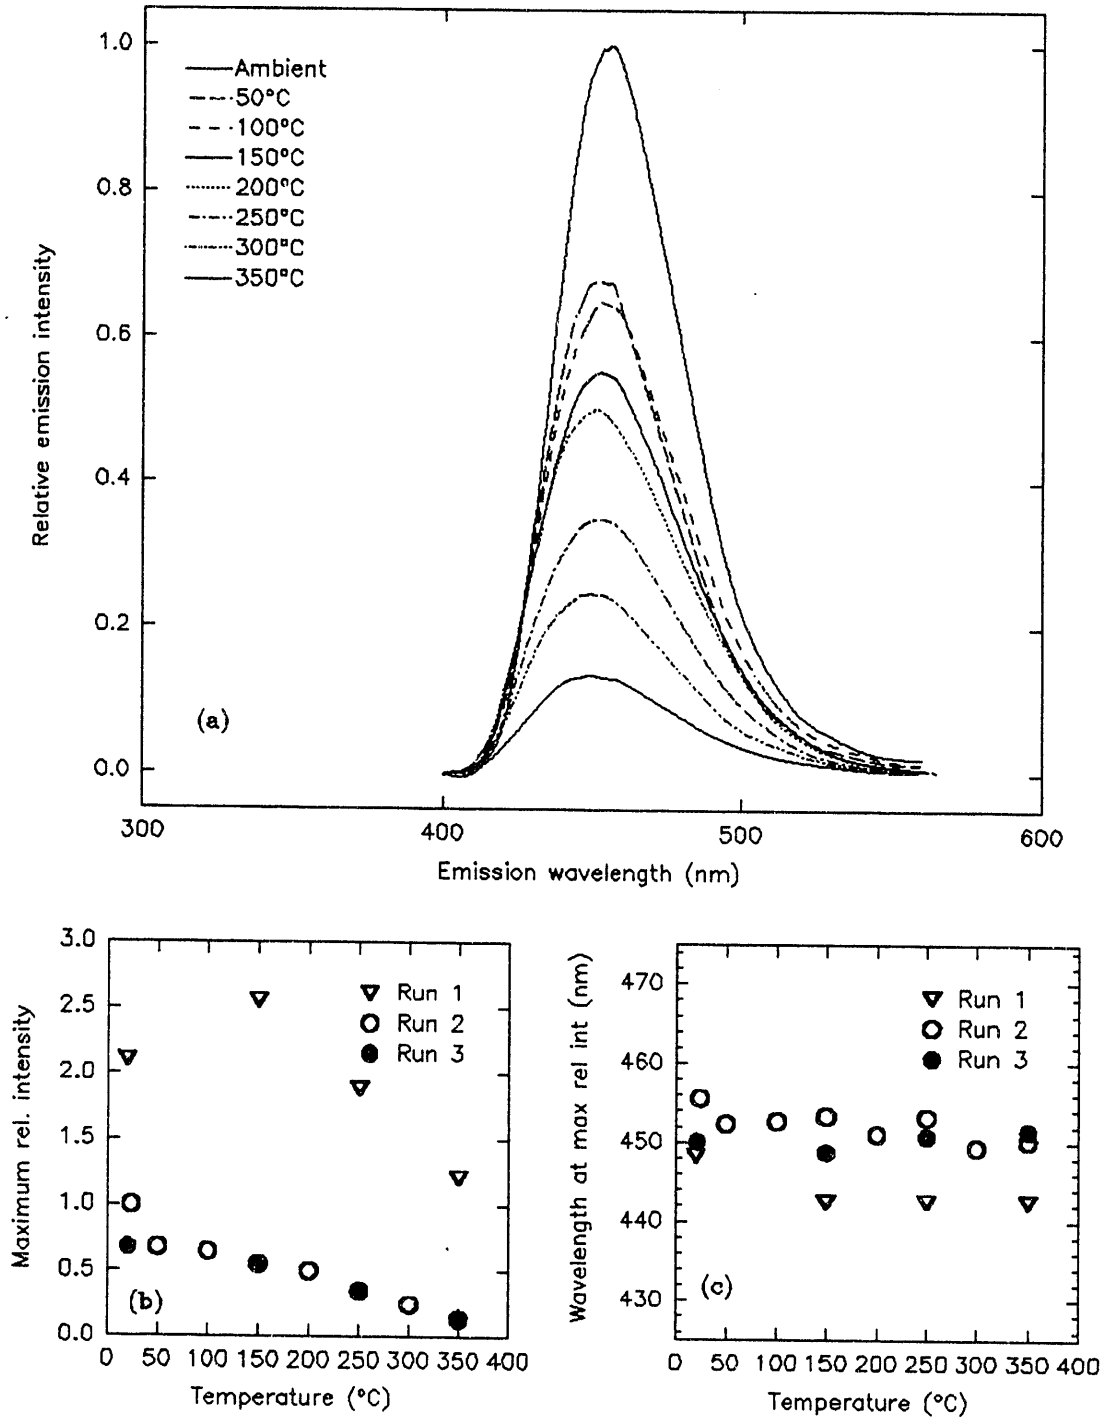 1.0
0.8
0.6
0.4
0.2
0.0
Relative emission intensity
Ambient
50°C
100°C
150°C
200°C
250°C
300°C
350°C
(a)
300 400 500 600
Emission wavelength (nm)
3.0
2.5
2.0
1.5
1.0
0.5
0.0
Maximum rel. intensity
Run 1
Run 2
Run 3
(b)
0 50 100 150 200 250 300 350 400
Temperature (°C)
470
460
450
440
430
Wavelength at max rel int (nm)
Run 1
Run 2
Run 3
(c)
0 50 100 150 200 250 300 350 400
Temperature (°C)